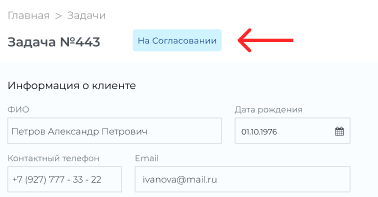 Главная > Задачи
Задача №443 На Согласовании
Информация о клиенте
ФИО Дата рождения
Петров Александр Петрович 01.10.1976
Контактный телефон Email
+7 (927) 777 - 33 - 22 ivanova@mail.ru